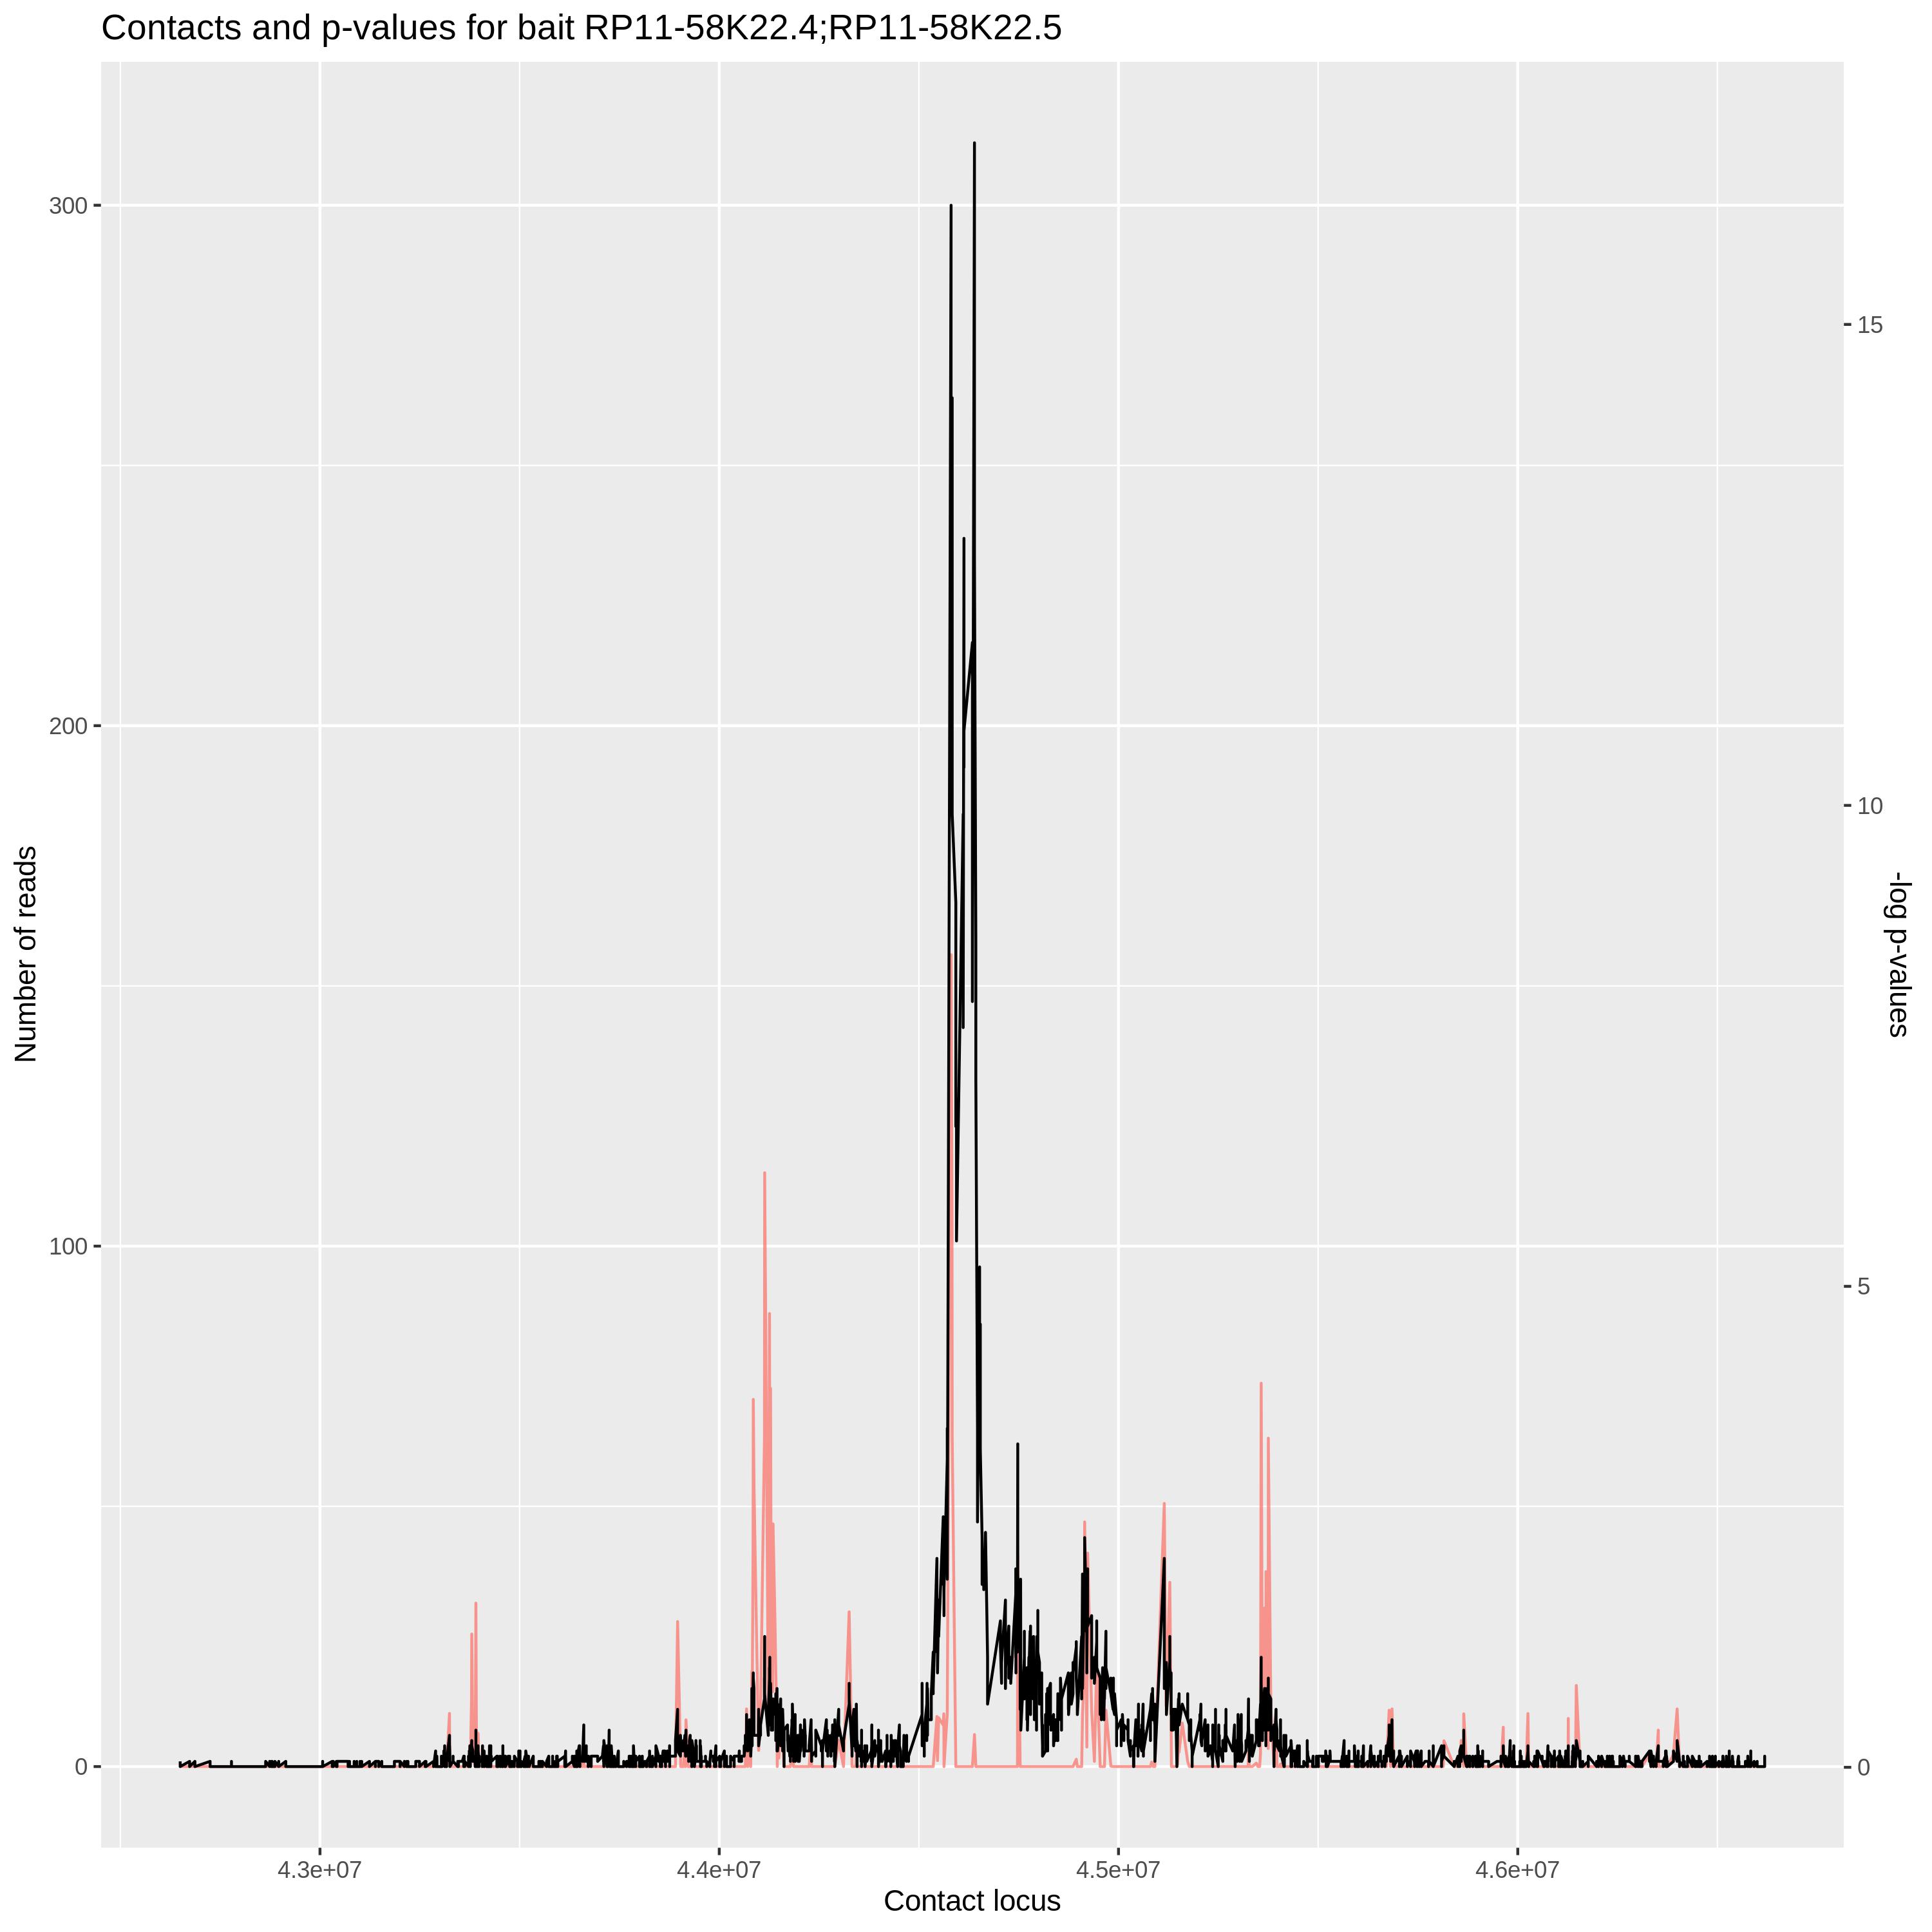 Contacts and p-values for bait RP11-58K22.4;RP11-58K22.5
300
200
100
0
Number of reads
15
10
5
0
-log p-values
4.3e+07
4.4e+07
4.5e+07
4.6e+07
Contact locus